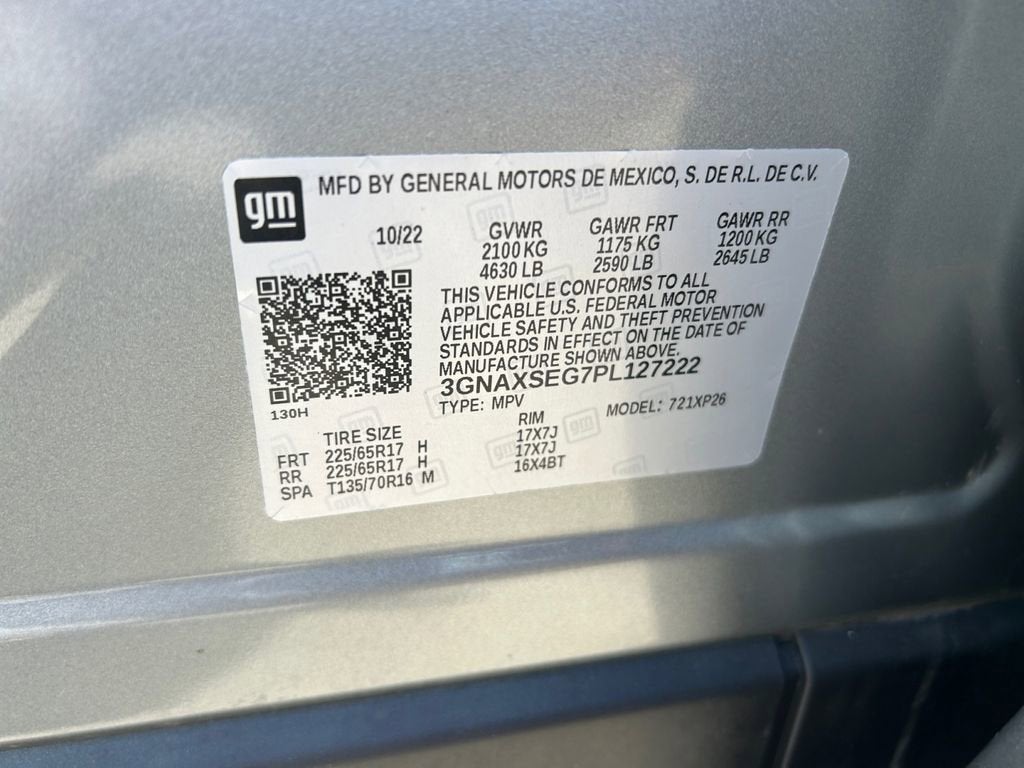 gm
MFD BY GENERAL MOTORS DE MEXICO, S. DE R.L. DE C.V.
10/22 GVWR GAWR FRT GAWR RR
2100 KG 1175 KG 1200 KG
4630 LB 2590 LB 2645 LB
THIS VEHICLE CONFORMS TO ALL
APPLICABLE U.S. FEDERAL MOTOR
VEHICLE SAFETY AND THEFT PREVENTION
STANDARDS IN EFFECT ON THE DATE OF
MANUFACTURE SHOWN ABOVE.
3GNAXSEG7PL127222
TYPE: MPV MODEL: 721XP26
130H
TIRE SIZE RIM
FRT 225/65R17 H 17X7J
RR 225/65R17 H 17X7J
SPA T135/70R16 M 16X4BT